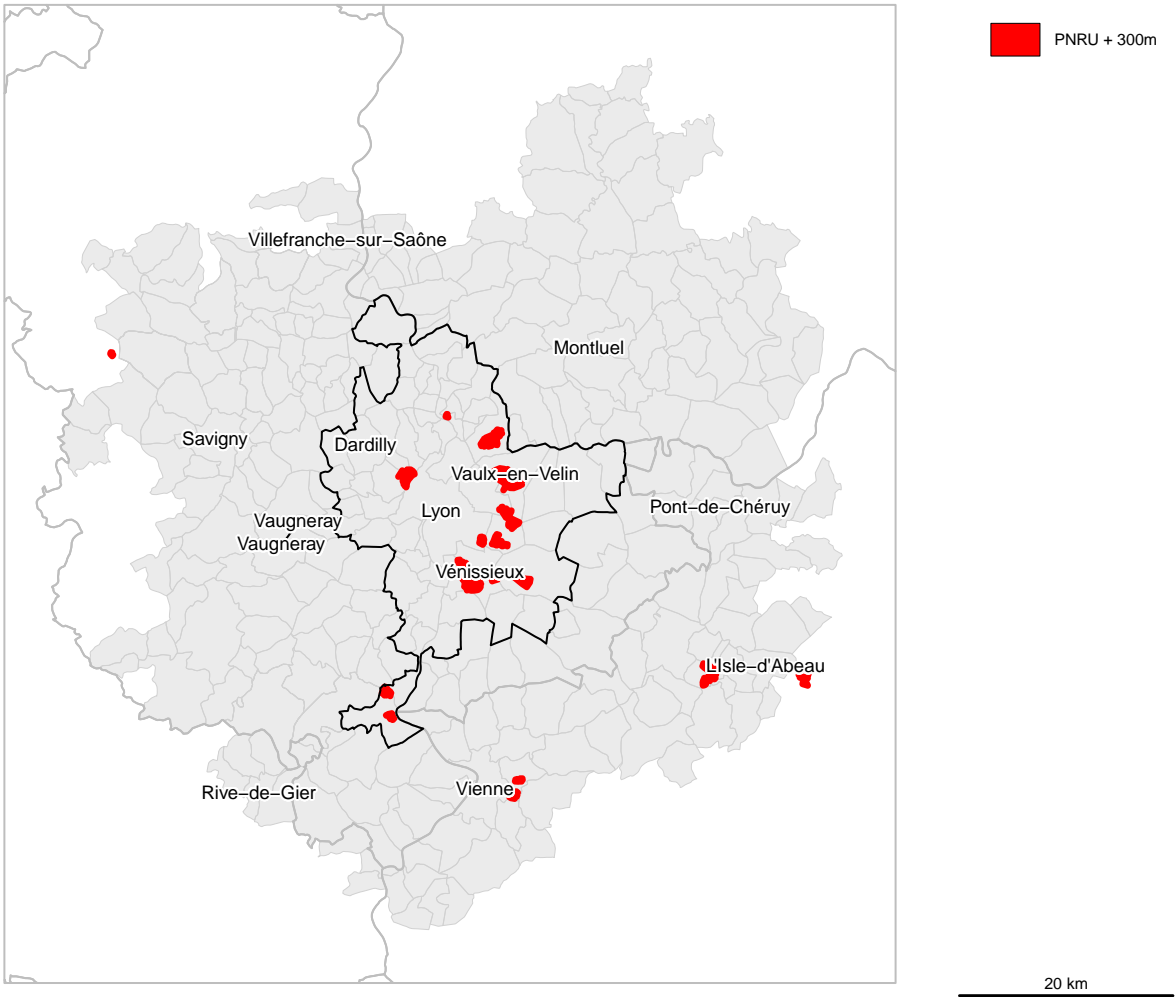 PNRU + 300m
Villefranche−sur−Saône
Montluel
Savigny
Dardilly
Vaulx−en−Velin
Lyon
Pont−de−Chéruy
Vaugneray
Vaugneray
Vénissieux
L'Isle−d'Abeau
Vienne
Rive−de−Gier
20 km